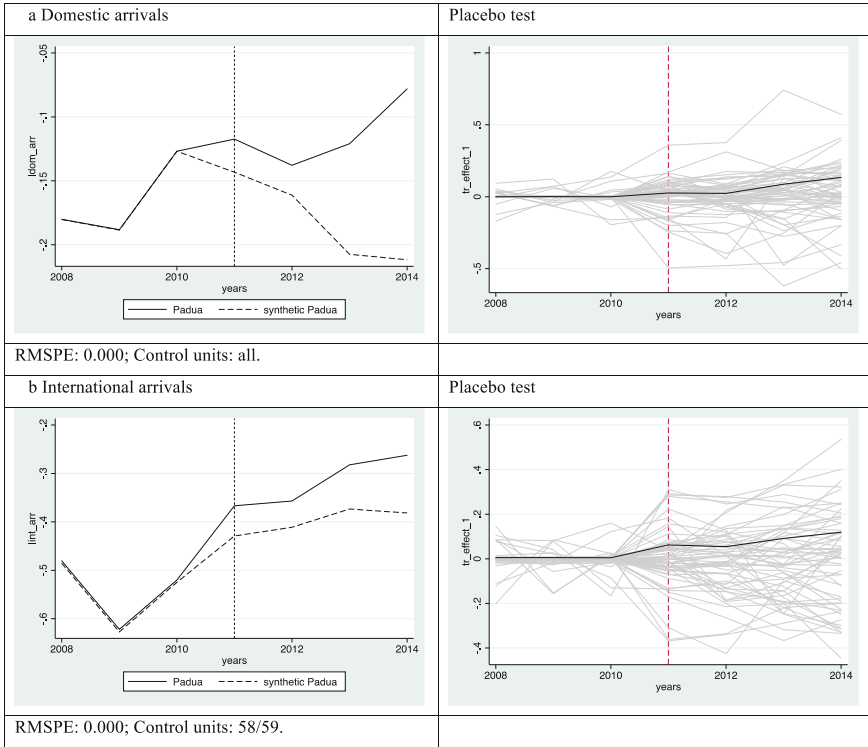 a Domestic arrivals
Placebo test
-.05
-.1
-.15
-.2
ldom_arr
2008
2010
2012
2014
years
Padua
synthetic Padua
1
.5
0
-.5
tr_effect_1
2008
2010
2012
2014
years
RMSPE: 0.000; Control units: all.
b International arrivals
Placebo test
-.2
-.3
-.4
-.5
-.6
lint_arr
2008
2010
2012
2014
years
Padua
synthetic Padua
.6
.4
.2
0
-.2
-.4
tr_effect_1
2008
2010
2012
2014
years
RMSPE: 0.000; Control units: 58/59.